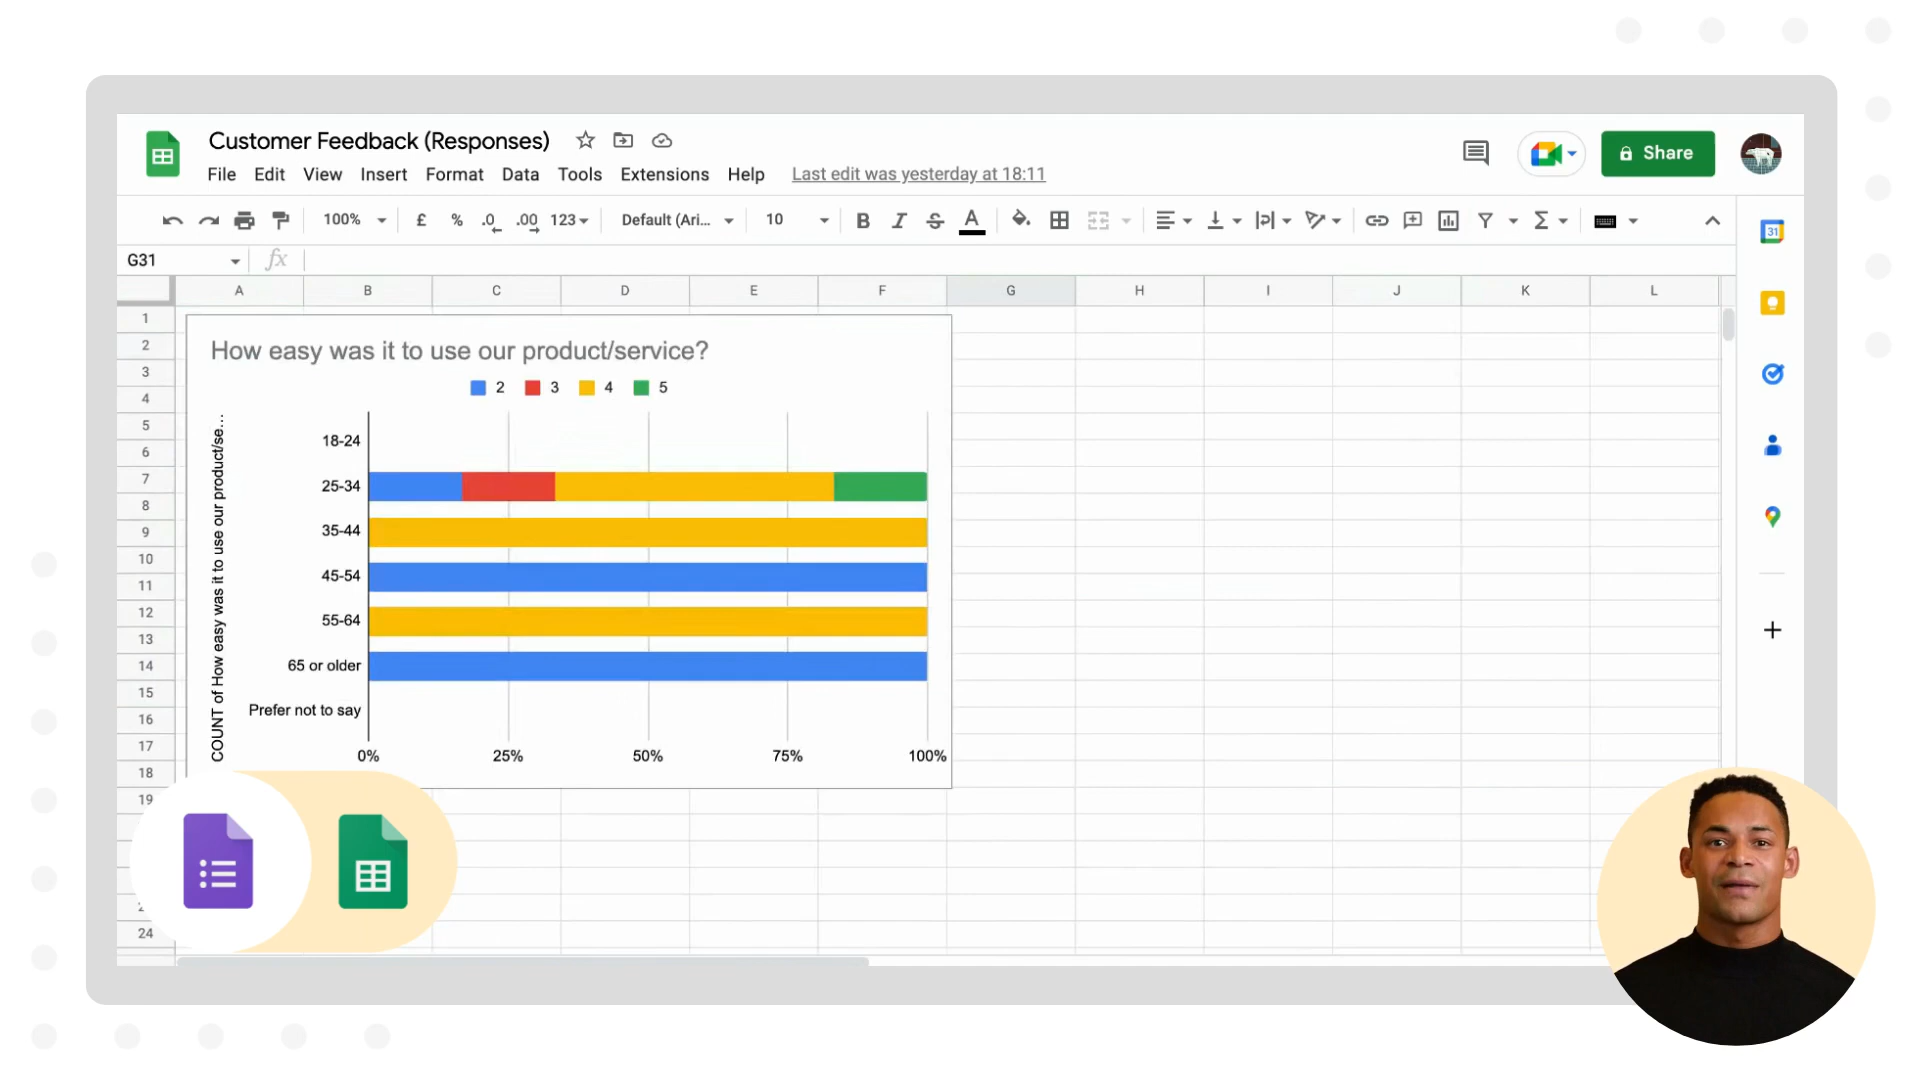 Customer Feedback (Responses)
File Edit View Insert Format Data Tools Extensions Help Last edit was yesterday at 18:11
Share
100% £ % .0 .00 123 Default (Ari... 10 B I S A
31
G31 fx
A B C D E F G H I J K L
1
2
3
4
5
6
7
8
9
10
11
12
13
14
15
16
17
18
19
24
How easy was it to use our product/service?
2 3 4 5
COUNT of How easy was it to use our product/se...
18-24
25-34
35-44
45-54
55-64
65 or older
Prefer not to say
0% 25% 50% 75% 100%